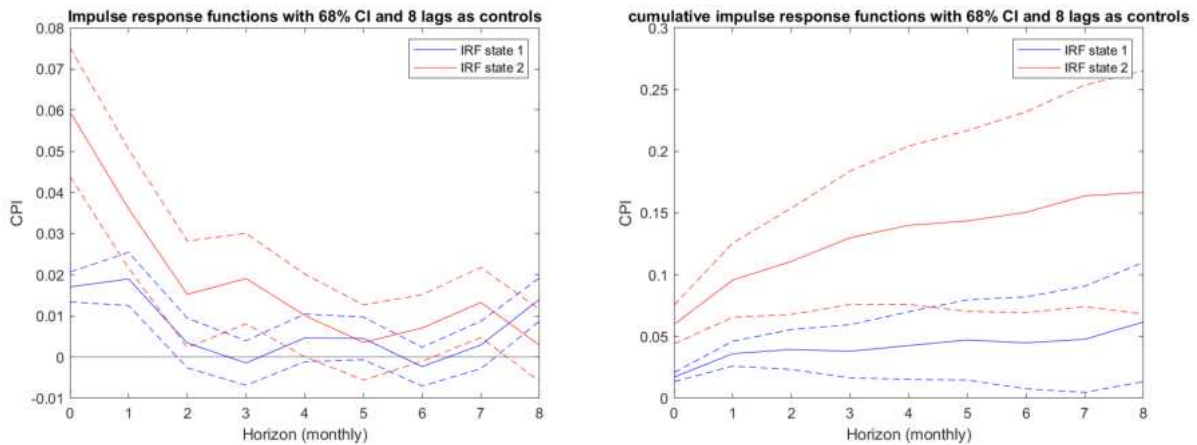 Impulse response functions with 68% CI and 8 lags as controls
IRF state 1
IRF state 2
0.08
0.07
0.06
0.05
0.04
0.03
0.02
0.01
0
-0.01
CPI
0 1 2 3 4 5 6 7 8
Horizon (monthly)
cumulative impulse response functions with 68% CI and 8 lags as controls
IRF state 1
IRF state 2
0.3
0.25
0.2
0.15
0.1
0.05
0
CPI
0 1 2 3 4 5 6 7 8
Horizon (monthly)